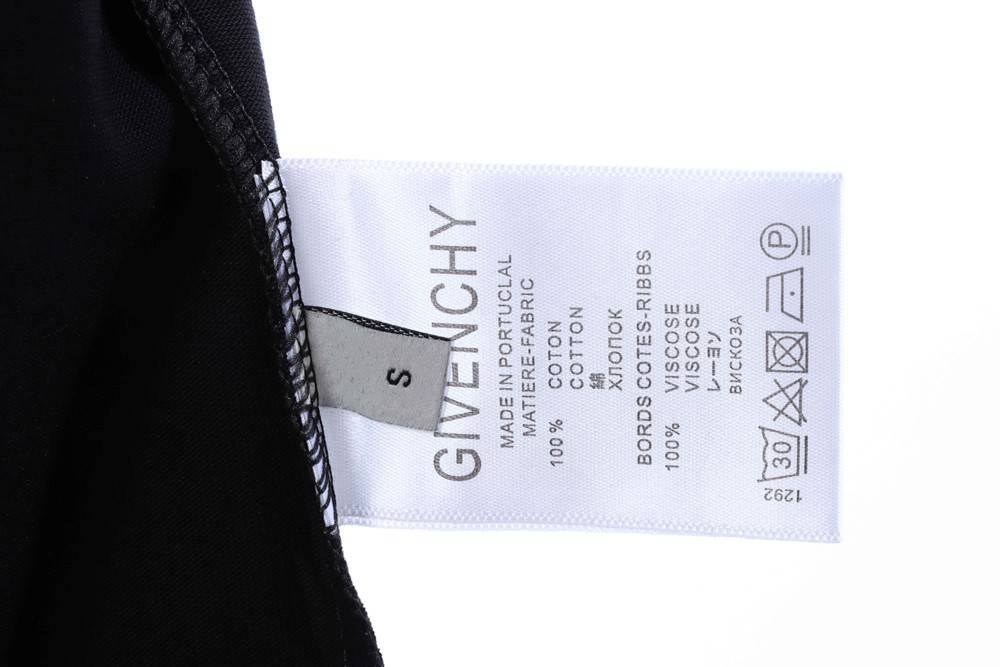 GIVENCHY
S
MADE IN PORTUCLAL
MATIERE-FABRIC
100% COTON
COTTON
綿
ХЛОПОК
BORDS COTES-RIBBS
100% VISCOSE
VISCOSE
レーヨン
ВИСКОЗА
30
P
1292